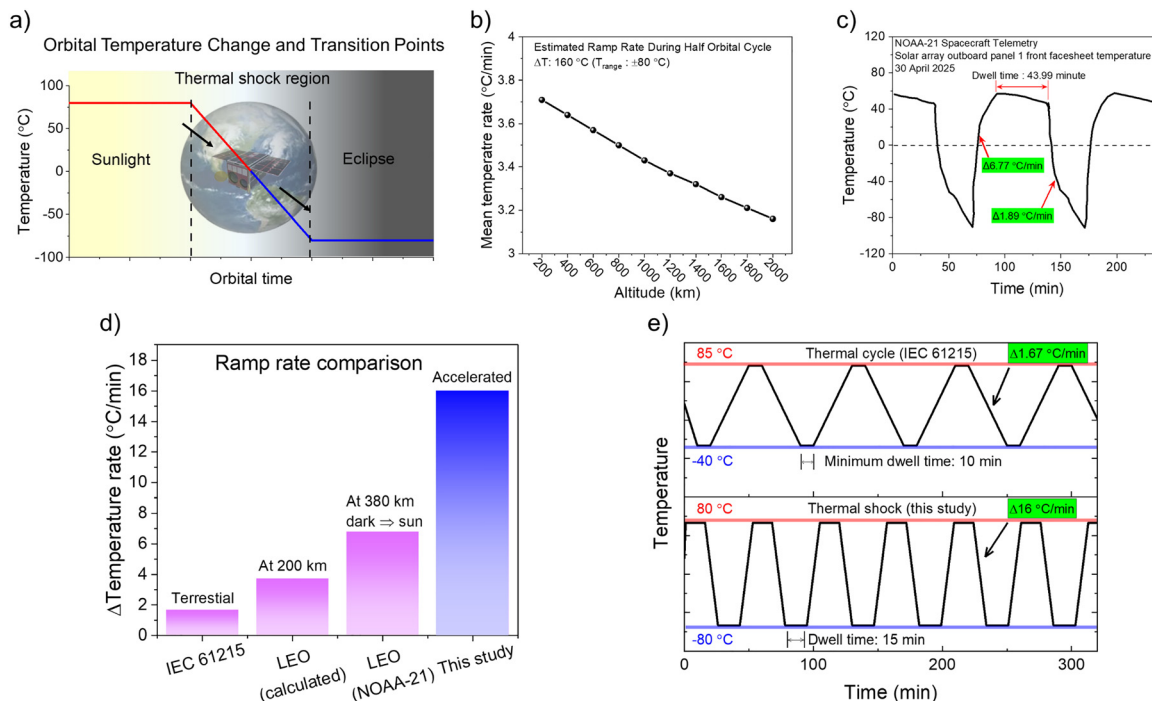 a)
Orbital Temperature Change and Transition Points
Thermal shock region
Temperature (°C)
100
75
50
25
0
-25
-50
-75
-100
Sunlight
Eclipse
Orbital time
b)
Estimated Ramp Rate During Half Orbital Cycle
ΔT: 160 °C (Trange : ±80 °C)
Mean temperatre rate (°C/min)
4
3.8
3.6
3.4
3.2
3
200
400
600
800
1000
1200
1400
1600
1800
2000
Altitude (km)
c)
NOAA-21 Spacecraft Telemetry
Solar array outboard panel 1 front facesheet temperature
30 April 2025
Dwell time : 43.99 minute
Temperature (°C)
120
80
40
0
-40
-80
-120
Δ6.77 °C/min
Δ1.89 °C/min
0
50
100
150
200
Time (min)
d)
Ramp rate comparison
ΔTemperature rate (°C/min)
18
16
14
12
10
8
6
4
2
0
Terrestial
At 200 km
At 380 km
dark ⇒ sun
Accelerated
IEC 61215
LEO
(calculated)
LEO
(NOAA-21)
This study
e)
Temperature
85 °C
Thermal cycle (IEC 61215)
Δ1.67 °C/min
-40 °C
Minimum dwell time: 10 min
80 °C
Thermal shock (this study)
Δ16 °C/min
-80 °C
Dwell time: 15 min
0
100
200
300
Time (min)